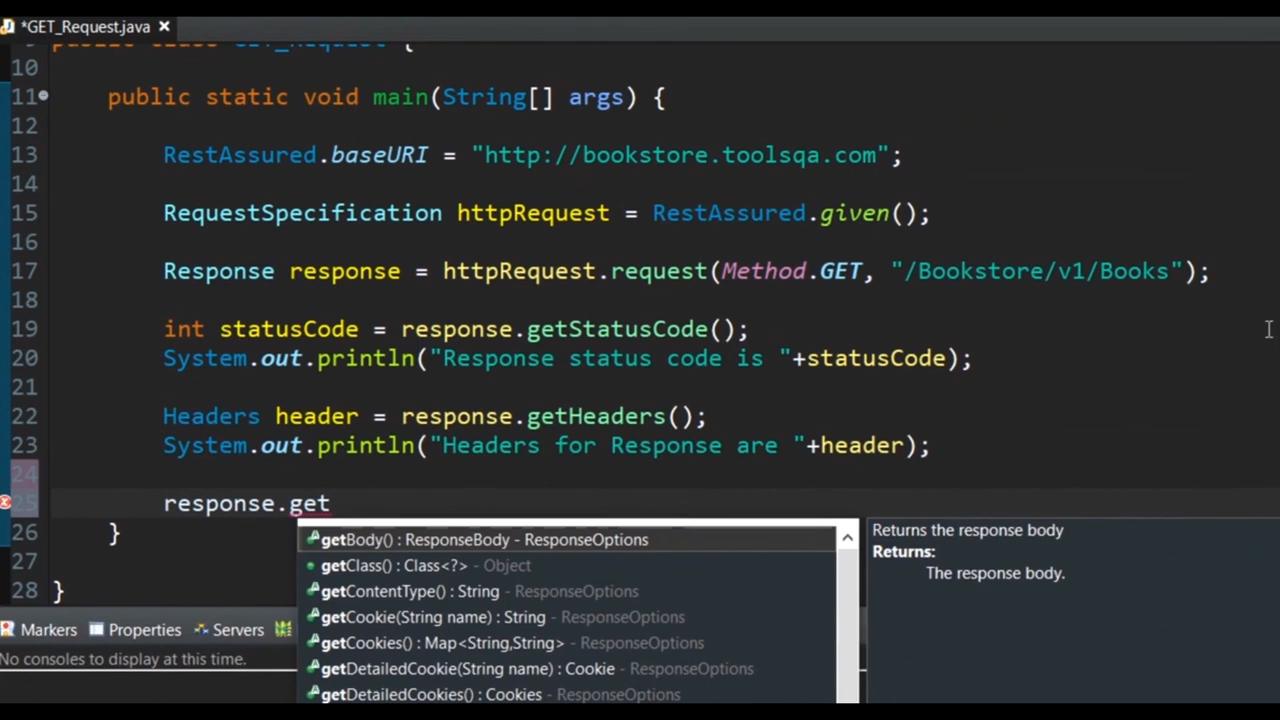 *GET_Request.java
public class GET_Request {
10
11 public static void main(String[] args) {
12
13 RestAssured.baseURI = "http://bookstore.toolsqa.com";
14
15 RequestSpecification httpRequest = RestAssured.given();
16
17 Response response = httpRequest.request(Method.GET, "/Bookstore/v1/Books");
18
19 int statusCode = response.getStatusCode();
20 System.out.println("Response status code is "+statusCode);
21
22 Headers header = response.getHeaders();
23 System.out.println("Headers for Response are "+header);
24
25 response.get
26 }
27
28 }
getBody() : ResponseBody - ResponseOptions
getClass() : Class<?> - Object
getContentType() : String - ResponseOptions
getCookie(String name) : String - ResponseOptions
getCookies() : Map<String,String> - ResponseOptions
getDetailedCookie(String name) : Cookie - ResponseOptions
getDetailedCookies() : Cookies - ResponseOptions
Returns the response body
Returns:
The response body.
Markers Properties Servers
No consoles to display at this time.